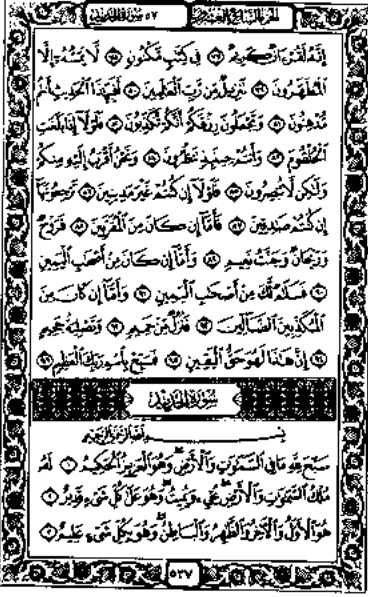 الجزء السابع والعشرون ٥٧ سورة الحديد
إِنَّهُ لَقُرْءَانٌ كَرِيمٌ ٧٧ فِي كِتَٰبٍ مَّكْنُونٍ ٧٨ لَّا يَمَسُّهُۥٓ إِلَّا
ٱلْمُطَهَّرُونَ ٧٩ تَنزِيلٌ مِّن رَّبِّ ٱلْعَٰلَمِينَ ٨٠ أَفَبِهَٰذَا ٱلْحَدِيثِ أَنتُم
مُّدْهِنُونَ ٨١ وَتَجْعَلُونَ رِزْقَكُمْ أَنَّكُمْ تُكَذِّبُونَ ٨٢ فَلَوْلَآ إِذَا بَلَغَتِ
ٱلْحُلْقُومَ ٨٣ وَأَنتُمْ حِينَئِذٍ تَنظُرُونَ ٨٤ وَنَحْنُ أَقْرَبُ إِلَيْهِ مِنكُمْ
وَلَٰكِن لَّا تُبْصِرُونَ ٨٥ فَلَوْلَآ إِن كُنتُمْ غَيْرَ مَدِينِينَ ٨٦ تَرْجِعُونَهَآ
إِن كُنتُمْ صَٰدِقِينَ ٨٧ فَأَمَّآ إِن كَانَ مِنَ ٱلْمُقَرَّبِينَ ٨٨ فَرَوْحٌ
وَرَيْحَانٌ وَجَنَّتُ نَعِيمٍ ٨٩ وَأَمَّآ إِن كَانَ مِنْ أَصْحَٰبِ ٱلْيَمِينِ
٩٠ فَسَلَٰمٌ لَّكَ مِنْ أَصْحَٰبِ ٱلْيَمِينِ ٩١ وَأَمَّآ إِن كَانَ مِنَ
ٱلْمُكَذِّبِينَ ٱلضَّآلِّينَ ٩٢ فَنُزُلٌ مِّنْ حَمِيمٍ ٩٣ وَتَصْلِيَةُ جَحِيمٍ
٩٤ إِنَّ هَٰذَا لَهُوَ حَقُّ ٱلْيَقِينِ ٩٥ فَسَبِّحْ بِٱسْمِ رَبِّكَ ٱلْعَظِيمِ ٩٦
سورة الحديد
بِسْمِ ٱللَّهِ ٱلرَّحْمَٰنِ ٱلرَّحِيمِ
سَبَّحَ لِلَّهِ مَا فِي ٱلسَّمَٰوَٰتِ وَٱلْأَرْضِ وَهُوَ ٱلْعَزِيزُ ٱلْحَكِيمُ ١ لَهُۥ
مُلْكُ ٱلسَّمَٰوَٰتِ وَٱلْأَرْضِ يُحْيِۦ وَيُمِيتُ وَهُوَ عَلَىٰ كُلِّ شَيْءٍ قَدِيرٌ ٢
هُوَ ٱلْأَوَّلُ وَٱلْءَاخِرُ وَٱلظَّٰهِرُ وَٱلْبَاطِنُ وَهُوَ بِكُلِّ شَيْءٍ عَلِيمٌ ٣
٥٣٧